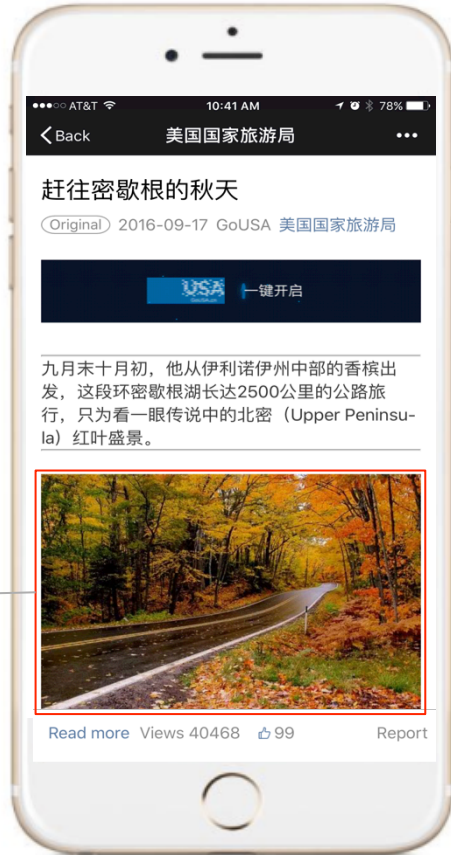 AT&T 10:41 AM 78%
Back 美国国家旅游局
赶往密歇根的秋天
Original 2016-09-17 GoUSA 美国国家旅游局
USA 一键开启
GoUSA.cn
九月末十月初，他从伊利诺伊州中部的香槟出
发，这段环密歇根湖长达2500公里的公路旅
行，只为看一眼传说中的北密（Upper Peninsu-
la）红叶盛景。
Read more Views 40468 99 Report